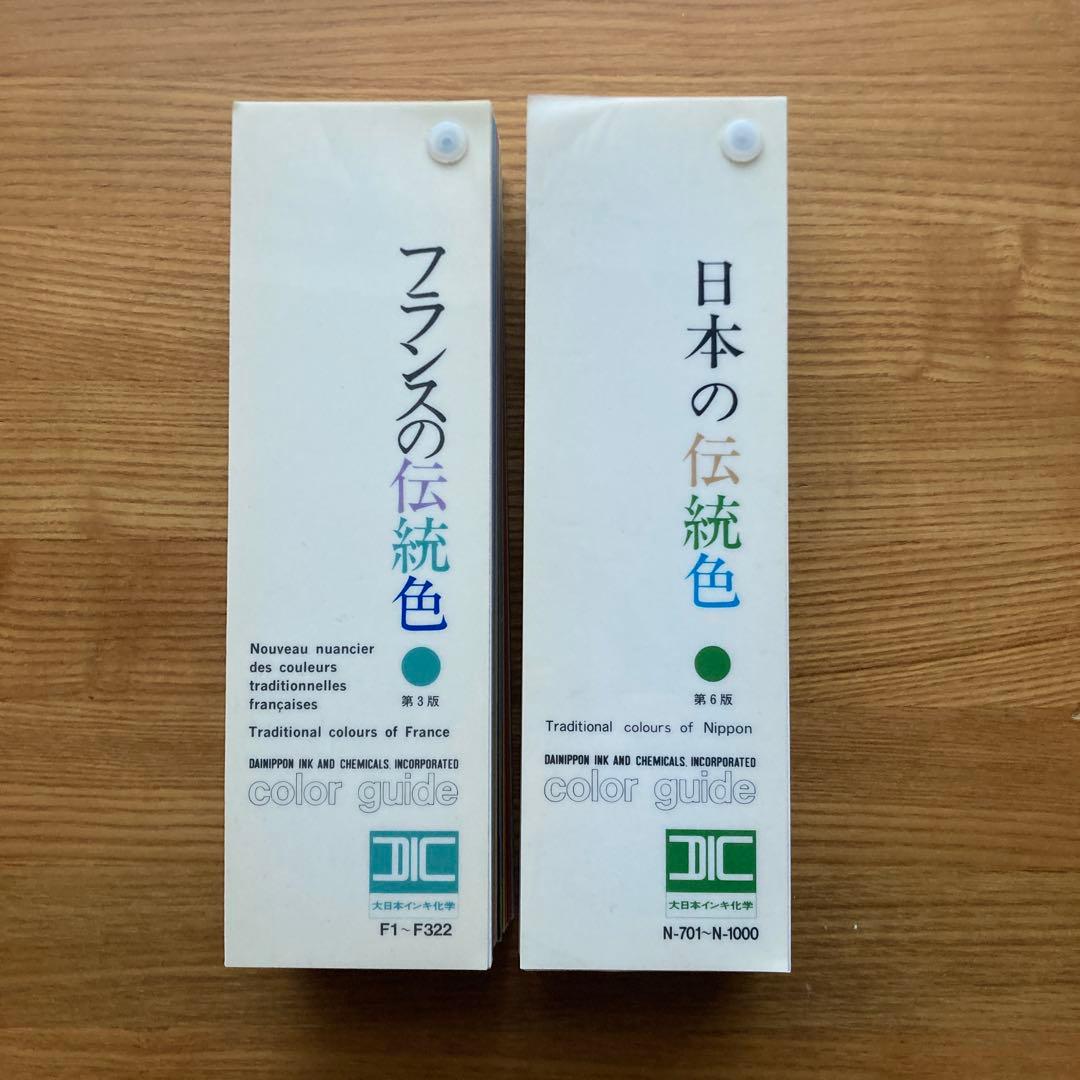 フランスの伝統色
Nouveau nuancier
des couleurs
traditionnelles
françaises
第3版
Traditional colours of France
DAINIPPON INK AND CHEMICALS, INCORPORATED
color guide
DIC
大日本インキ化学
F1~F322
日本の伝統色
第6版
Traditional colours of Nippon
DAINIPPON INK AND CHEMICALS, INCORPORATED
color guide
DIC
大日本インキ化学
N-701~N-1000